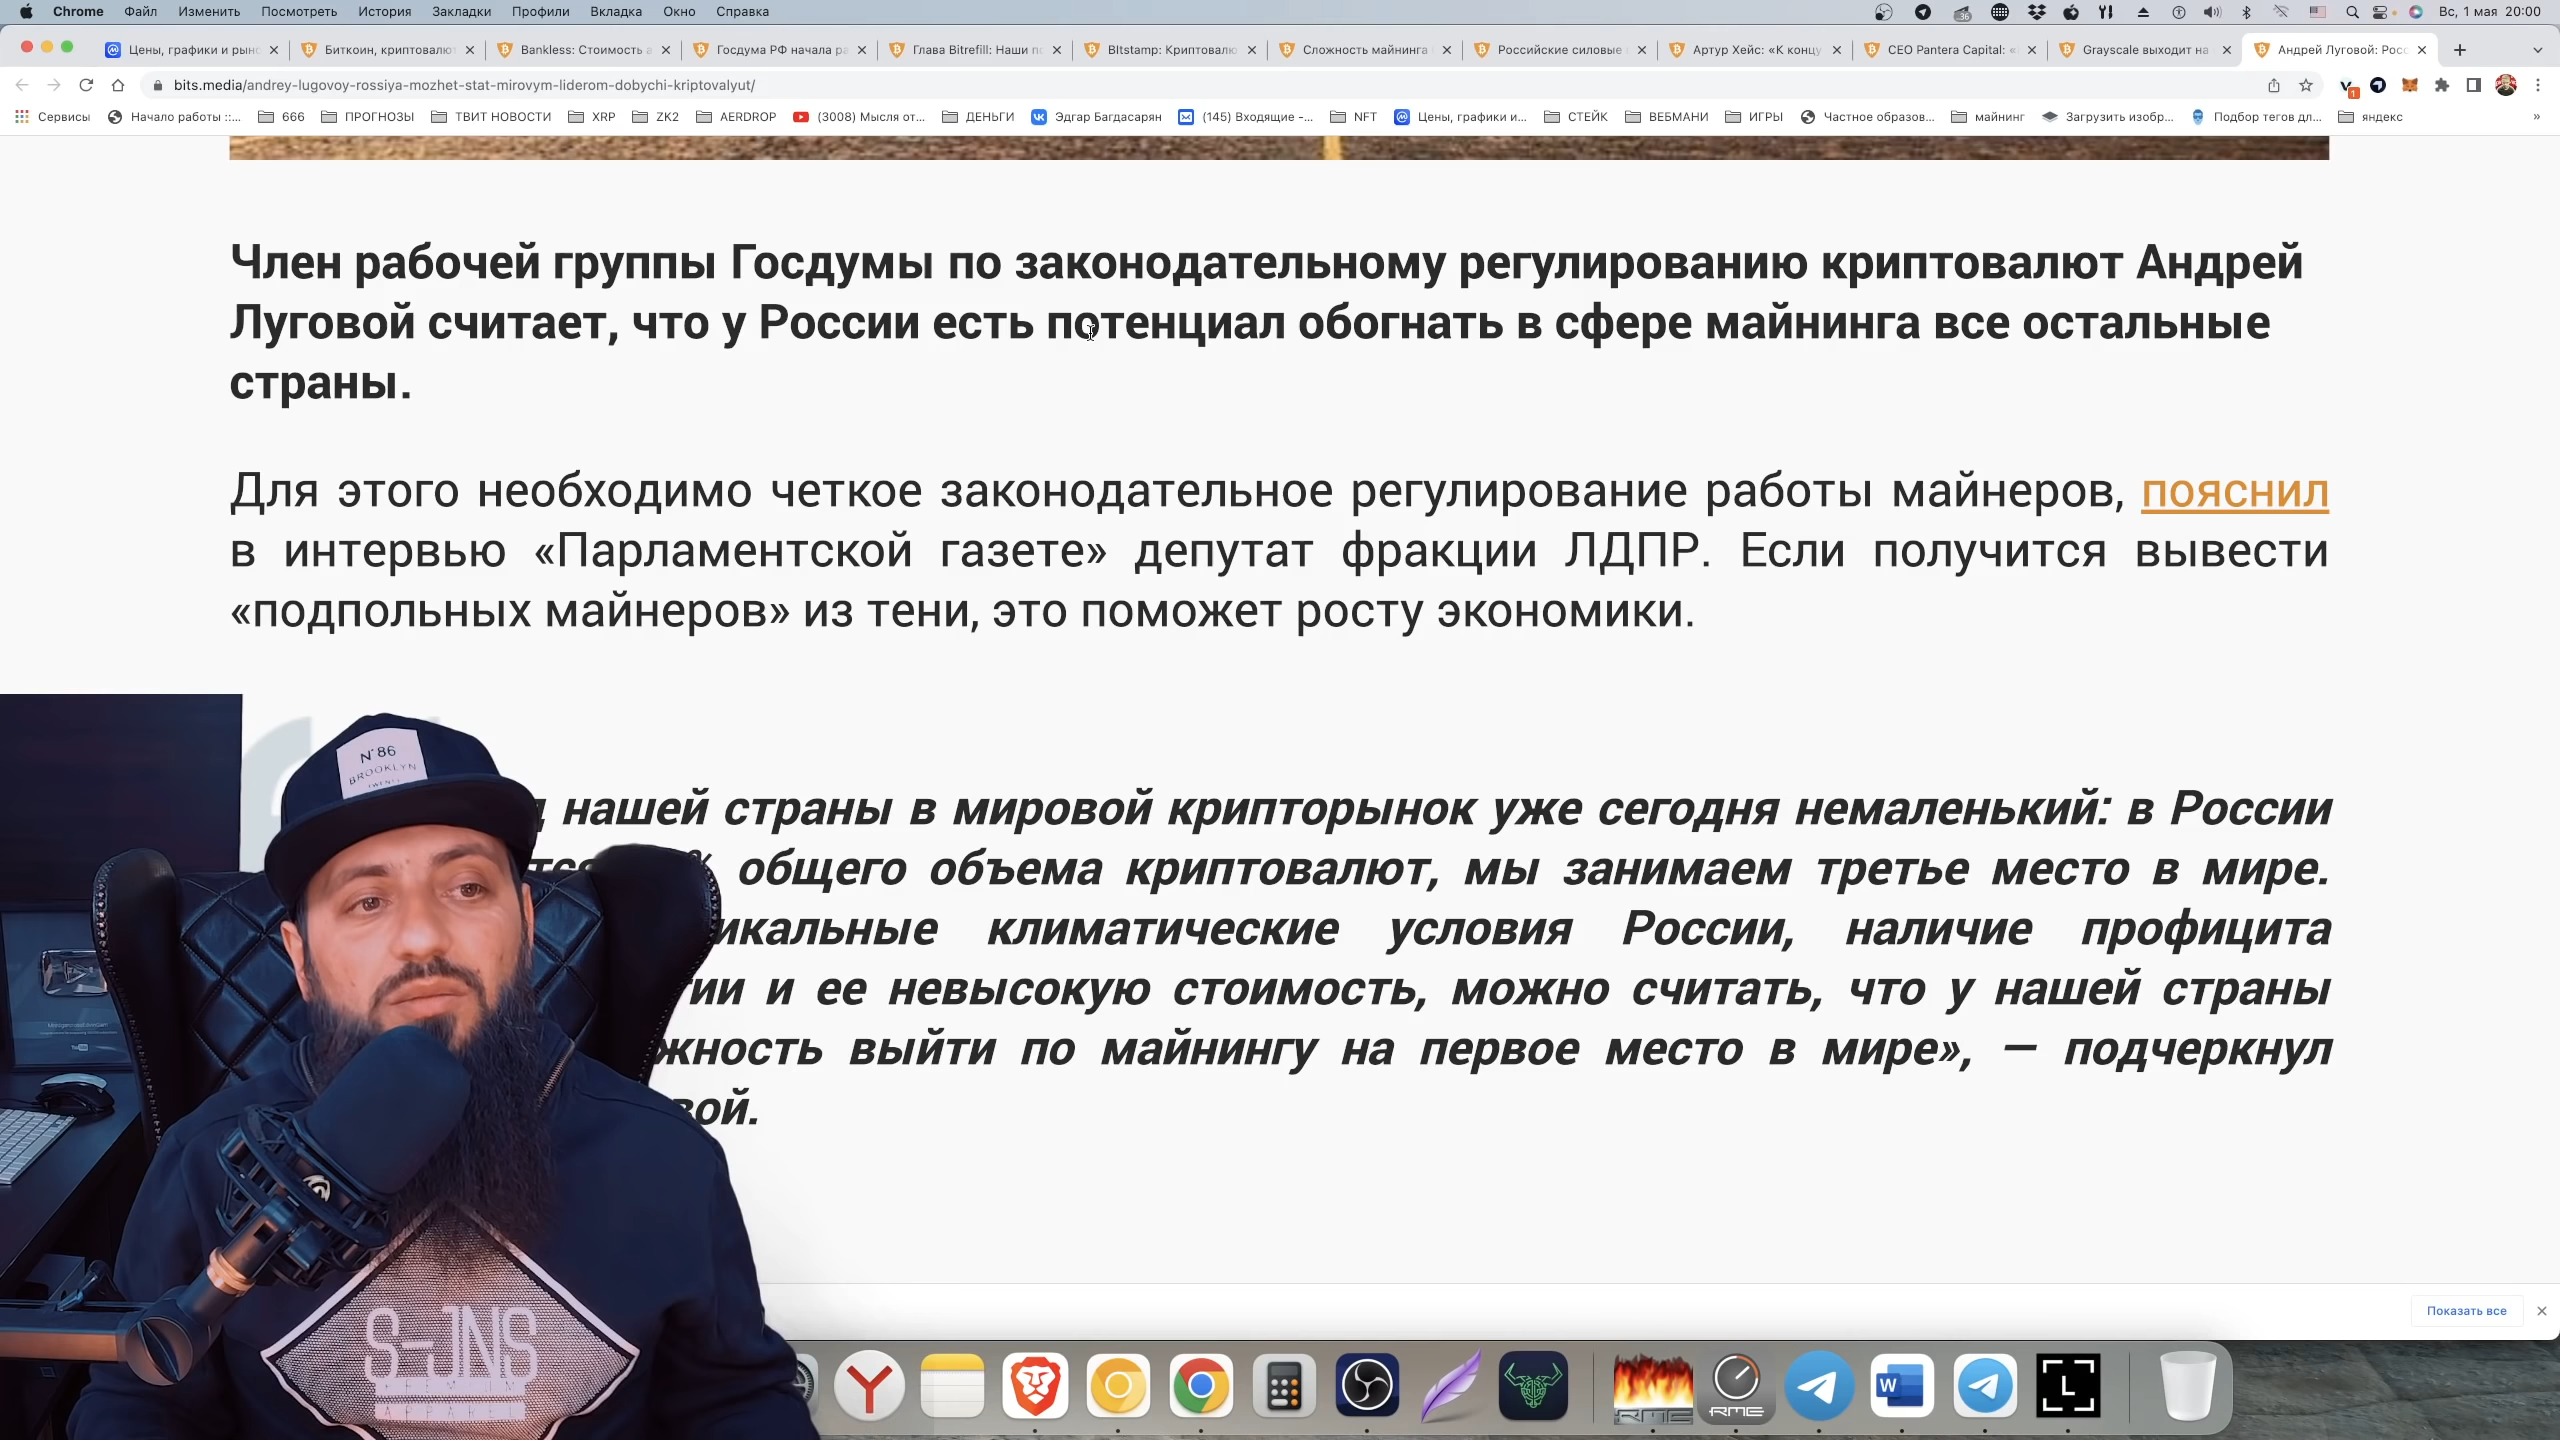 Chrome Файл Изменить Посмотреть История Закладки Профили Вкладка Окно Справка Вс, 1 мая 20:00
Цены, графики и рын Биткоин, криптовалют Bankless: Стоимость Госдума РФ начала Глава Bitrefill: Наши BItstamp: Криптовалю Сложность майнинга Российские силовые Артур Хейс: «К концу CEO Pantera Capital: Grayscale выходит на Андрей Луговой: Рос
bits.media/andrey-lugovoy-rossiya-mozhet-stat-mirovym-liderom-dobychi-kriptovalyut/
Сервисы Начало работы ::... 666 ПРОГНОЗЫ ТВИТ НОВОСТИ XRP ZK2 AERDROP (3008) Мысля от... ДЕНЬГИ Эдгар Багдасарян (145) Входящие -... NFT Цены, графики и... СТЕЙК ВЕБМАНИ ИГРЫ Частное образов... майнинг Загрузить изобр... Подбор тегов дл... яндекс »
Член рабочей группы Госдумы по законодательному регулированию криптовалют Андрей
Луговой считает, что у России есть потенциал обогнать в сфере майнинга все остальные
страны.
Для этого необходимо четкое законодательное регулирование работы майнеров, пояснил
в интервью «Парламентской газете» депутат фракции ЛДПР. Если получится вывести
«подпольных майнеров» из тени, это поможет росту экономики.
нашей страны в мировой крипторынок уже сегодня немаленький: в России
общего объема криптовалют, мы занимаем третье место в мире.
икальные климатические условия России, наличие профицита
гии и ее невысокую стоимость, можно считать, что у нашей страны
жность выйти по майнингу на первое место в мире», — подчеркнул
вой.
N°86
BROOKLYN
S-JNS
APPAREL
Показать все
RME RME W L